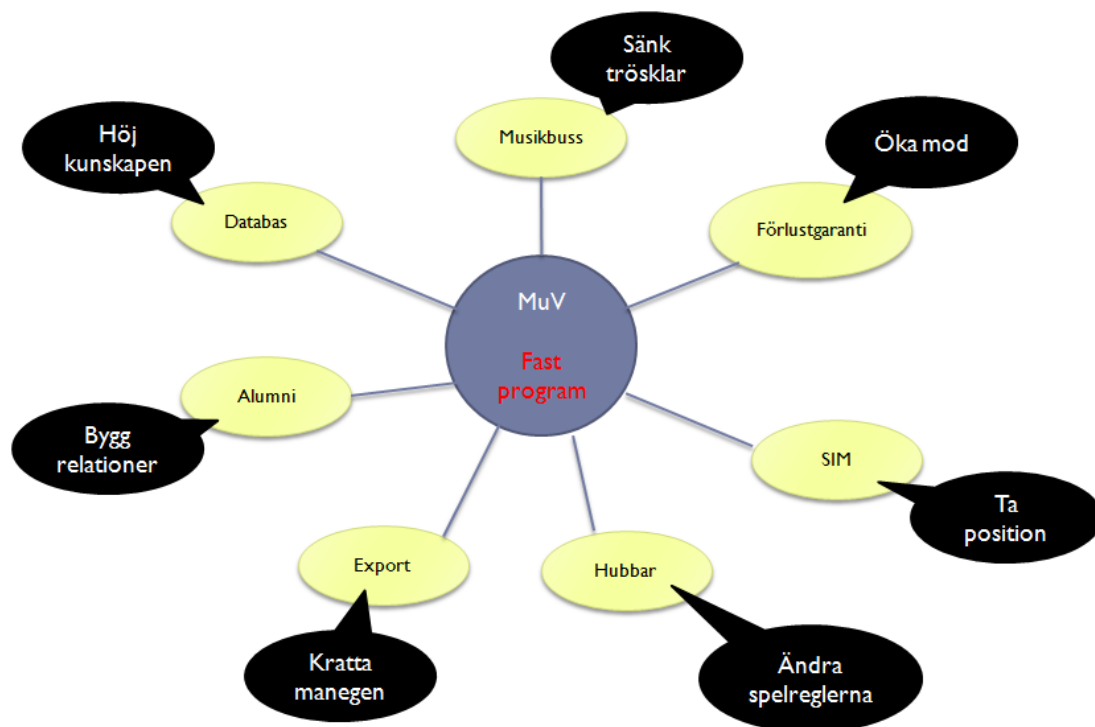 Sänk
trösklar
Musikbuss
Höj
kunskapen
Databas
Öka mod
Förlustgaranti
MuV
Fast
program
Alumni
Bygg
relationer
SIM
Ta
position
Export
Kratta
manegen
Hubbar
Ändra
spelreglerna